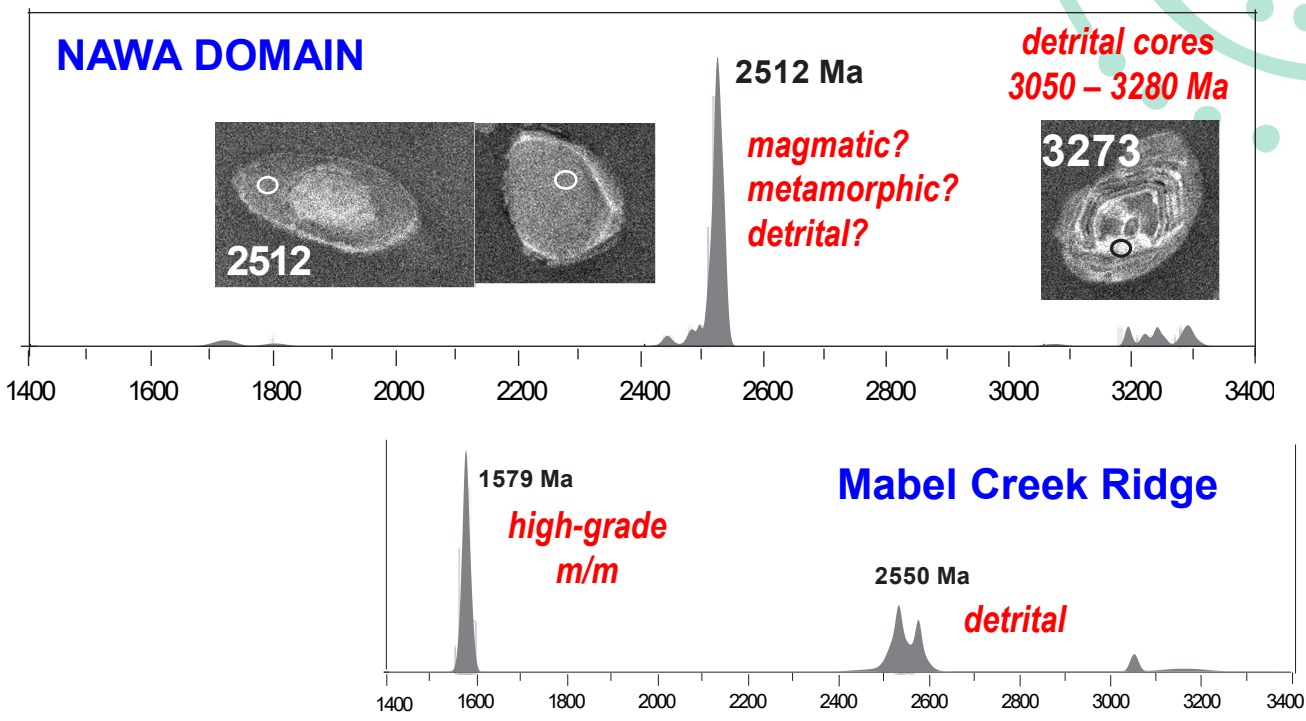 NAWA DOMAIN
2512 Ma
magmatic?
metamorphic?
detrital?
detrital cores
3050 – 3280 Ma
2512
3273
1400 1600 1800 2000 2200 2400 2600 2800 3000 3200 3400
1579 Ma
high-grade
m/m
Mabel Creek Ridge
2550 Ma
detrital
1400 1600 1800 2000 2200 2400 2600 2800 3000 3200 3400